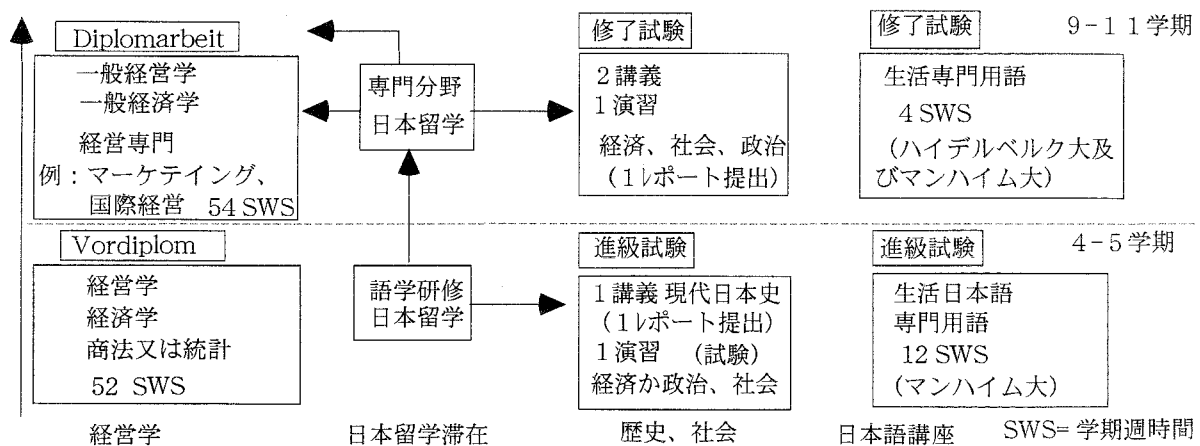 Diplomarbeit
一般経営学
一般経済学
経営専門
例：マーケテイング、
国際経営 54 SWS
専門分野
日本留学
修了試験
2講義
1演習
経済、社会、政治
(1レポート提出)
修了試験
9-11学期
生活専門用語
4 SWS
(ハイデルベルク大及
びマンハイム大)
Vordiplom
経営学
経済学
商法又は統計
52 SWS
語学研修
日本留学
進級試験
1講義 現代日本史
(1レポート提出)
1演習 (試験)
経済か政治、社会
進級試験
4-5学期
生活日本語
専門用語
12 SWS
(マンハイム大)
経営学
日本留学滞在
歴史、社会
日本語講座
SWS=学期週時間